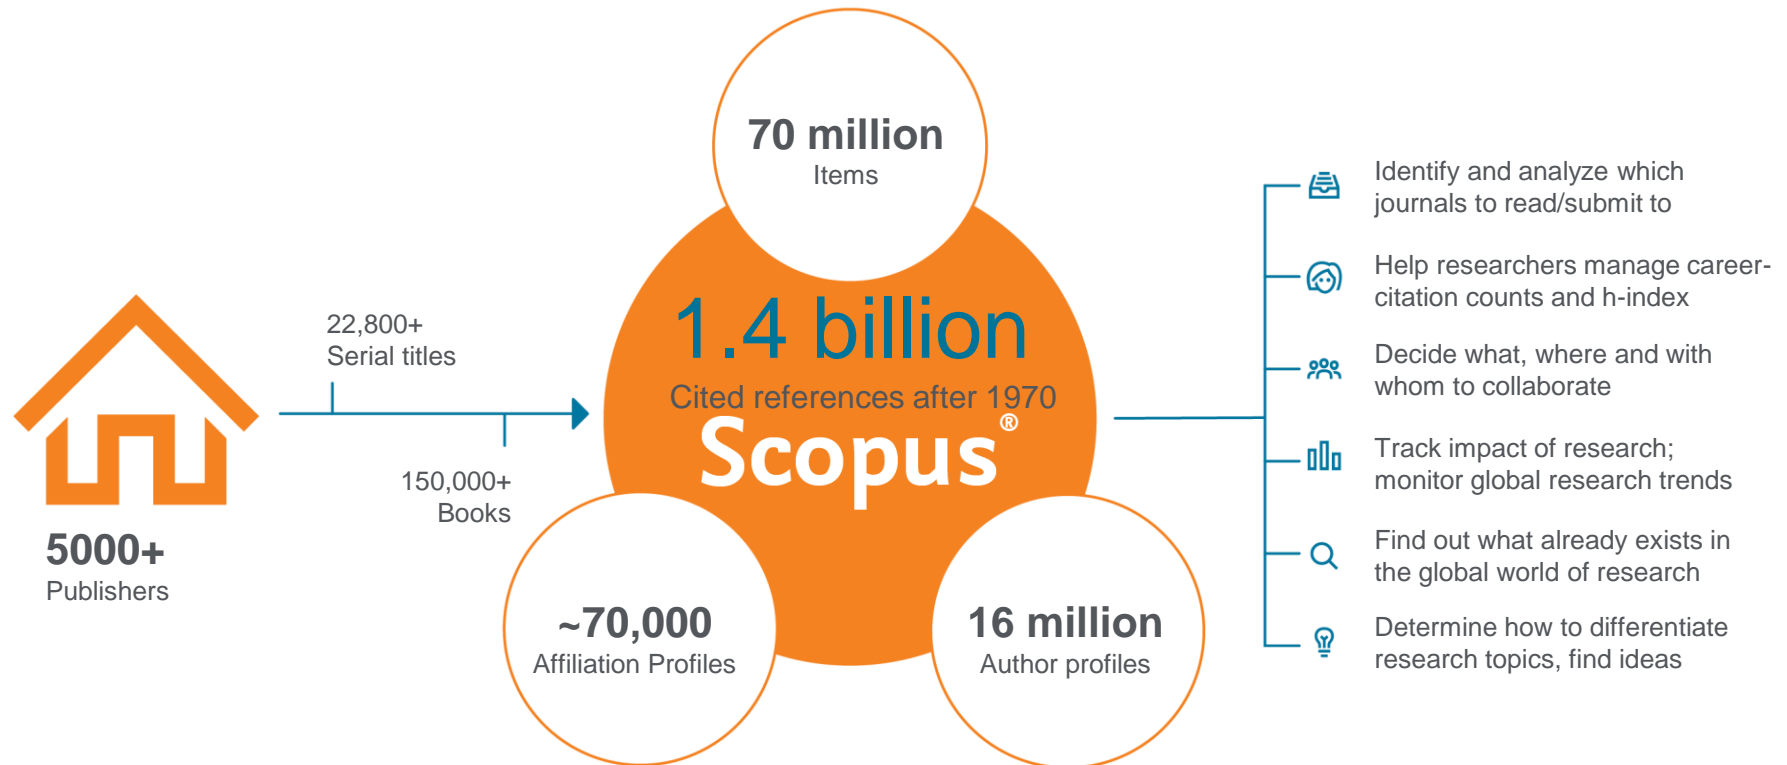 5000+
Publishers
22,800+
Serial titles
150,000+
Books
70 million
Items
1.4 billion
Cited references after 1970
Scopus®
~70,000
Affiliation Profiles
16 million
Author profiles
Identify and analyze which
journals to read/submit to
Help researchers manage career-
citation counts and h-index
Decide what, where and with
whom to collaborate
Track impact of research;
monitor global research trends
Find out what already exists in
the global world of research
Determine how to differentiate
research topics, find ideas